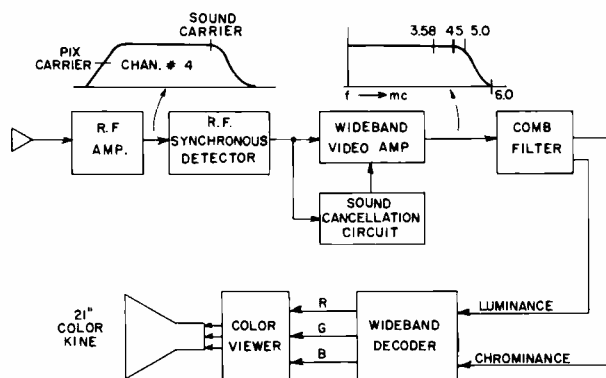 SOUND
CARRIER
PIX
CARRIER
CHAN. # 4
3.58
4.5
5.0
6.0
f → mc
R.F
AMP.
R.F.
SYNCHRONOUS
DETECTOR
WIDEBAND
VIDEO AMP
COMB
FILTER
SOUND
CANCELLATION
CIRCUIT
21"
COLOR
KINE
COLOR
VIEWER
R
G
B
WIDEBAND
DECODER
LUMINANCE
CHROMINANCE